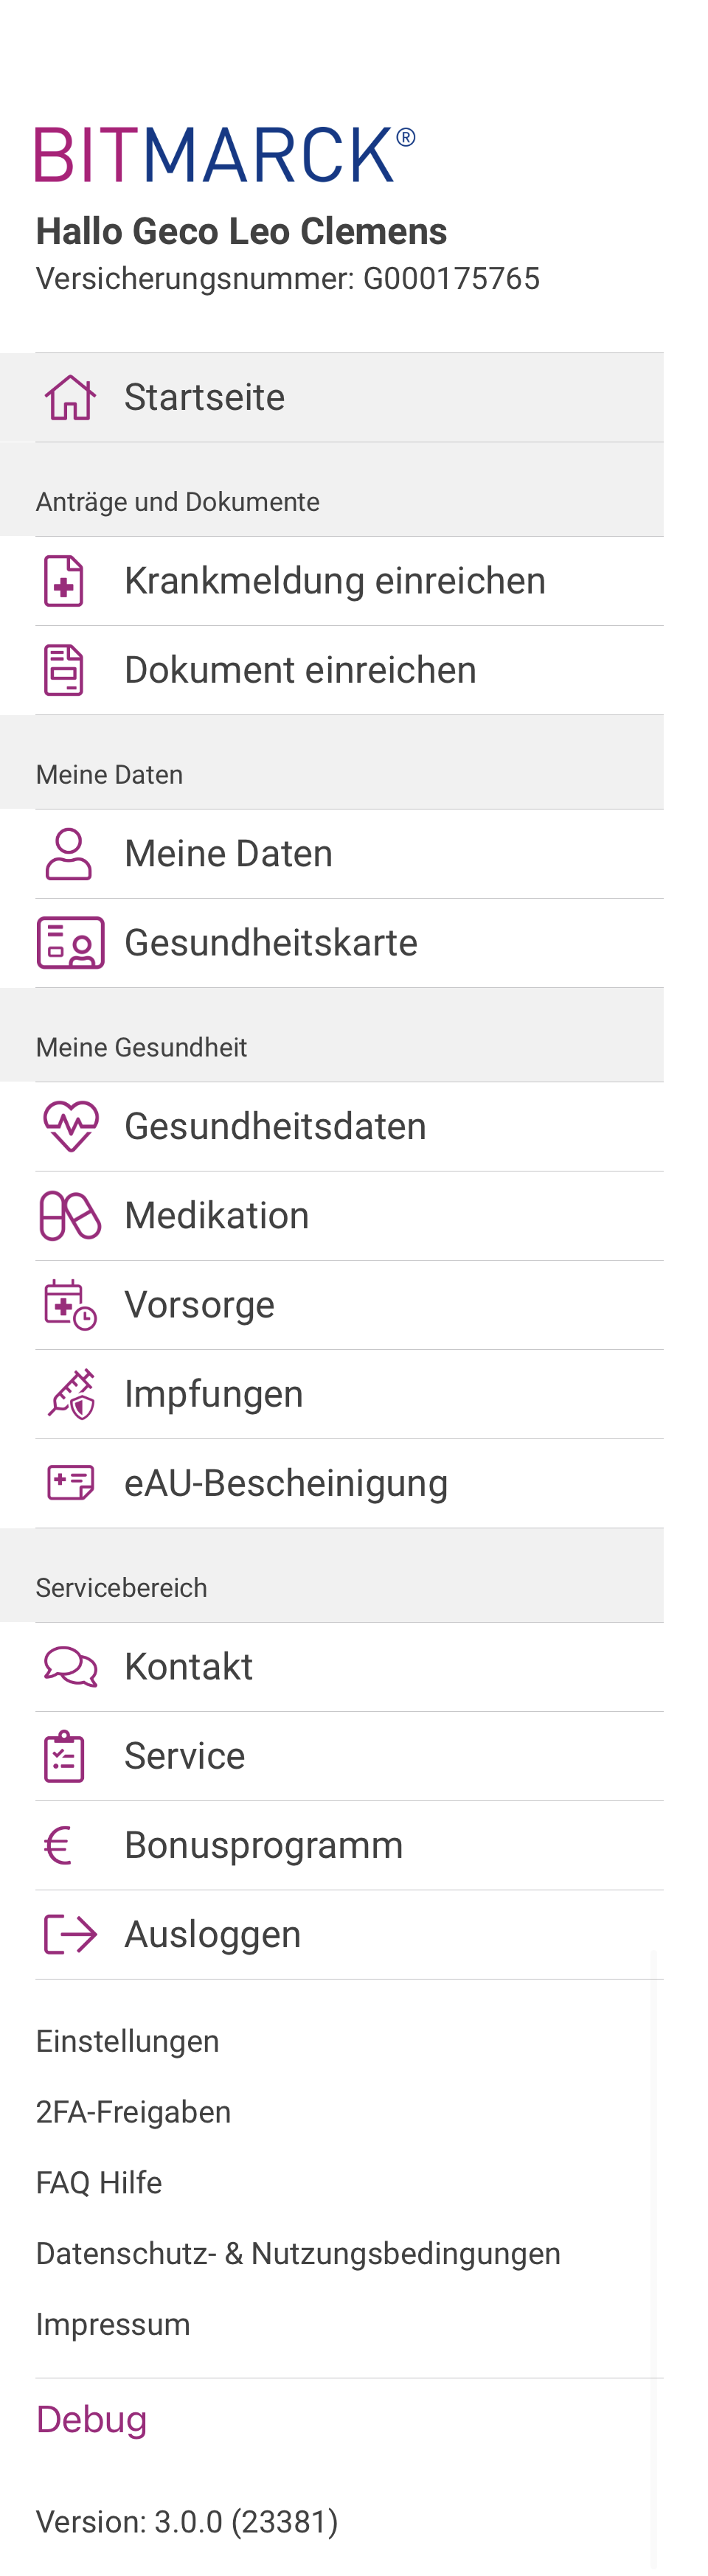 BITMARCK®
Hallo Geco Leo Clemens
Versicherungsnummer: G000175765
Startseite
Anträge und Dokumente
Krankmeldung einreichen
Dokument einreichen
Meine Daten
Meine Daten
Gesundheitskarte
Meine Gesundheit
Gesundheitsdaten
Medikation
Vorsorge
Impfungen
eAU-Bescheinigung
Servicebereich
Kontakt
Service
Bonusprogramm
Ausloggen
Einstellungen
2FA-Freigaben
FAQ Hilfe
Datenschutz- & Nutzungsbedingungen
Impressum
Debug
Version: 3.0.0 (23381)